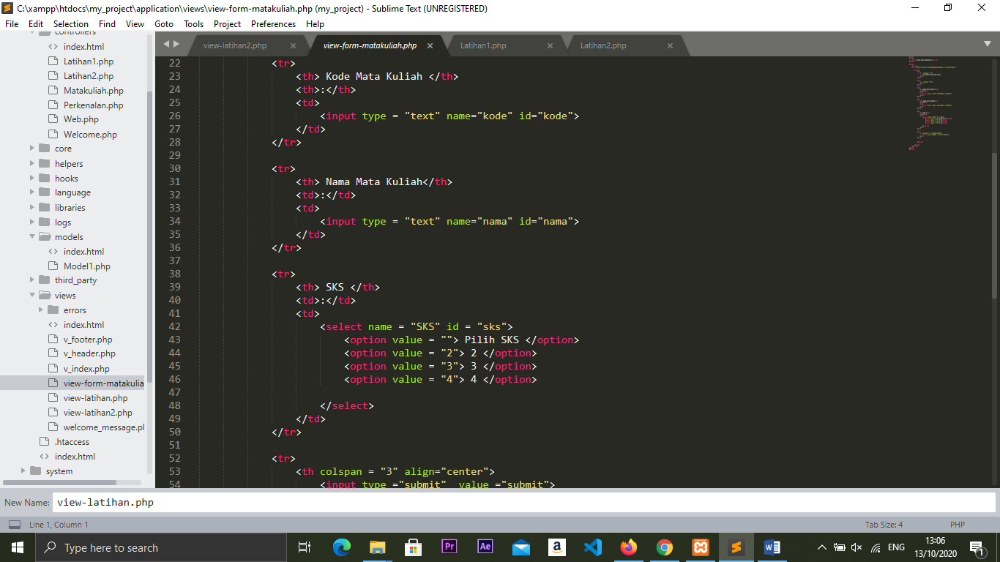 C:\xampp\htdocs\my_project\application\views\view-form-matakuliah.php (my_project) - Sublime Text (UNREGISTERED)
File Edit Selection Find View Goto Tools Project Preferences Help
controllers
index.html
Latihan1.php
Latihan2.php
Matakuliah.php
Perkenalan.php
Web.php
Welcome.php
core
helpers
hooks
language
libraries
logs
models
index.html
Model1.php
third_party
views
errors
index.html
v_footer.php
v_header.php
v_index.php
view-form-matakulia
view-latihan.php
view-latihan2.php
welcome_message.pl
.htaccess
index.html
system
view-latihan2.php view-form-matakuliah.php Latihan1.php Latihan2.php
22 <tr>
23 <th> Kode Mata Kuliah </th>
24 <th>:</th>
25 <td>
26 <input type = "text" name="kode" id="kode">
27 </td>
28 </tr>
29
30 <tr>
31 <th> Nama Mata Kuliah</th>
32 <td>:</td>
33 <td>
34 <input type = "text" name="nama" id="nama">
35 </td>
36 </tr>
37
38 <tr>
39 <th> SKS </th>
40 <td>:</td>
41 <td>
42 <select name = "SKS" id = "sks">
43 <option value = ""> Pilih SKS </option>
44 <option value = "2"> 2 </option>
45 <option value = "3"> 3 </option>
46 <option value = "4"> 4 </option>
47
48 </select>
49 </td>
50 </tr>
51
52 <tr>
53 <th colspan = "3" align="center">
54 <input type ="submit"  value ="submit">
New Name: view-latihan.php
Line 1, Column 1 Tab Size: 4 PHP
Type here to search
Pr
Ae
a
W
ENG
13:06
13/10/2020
1